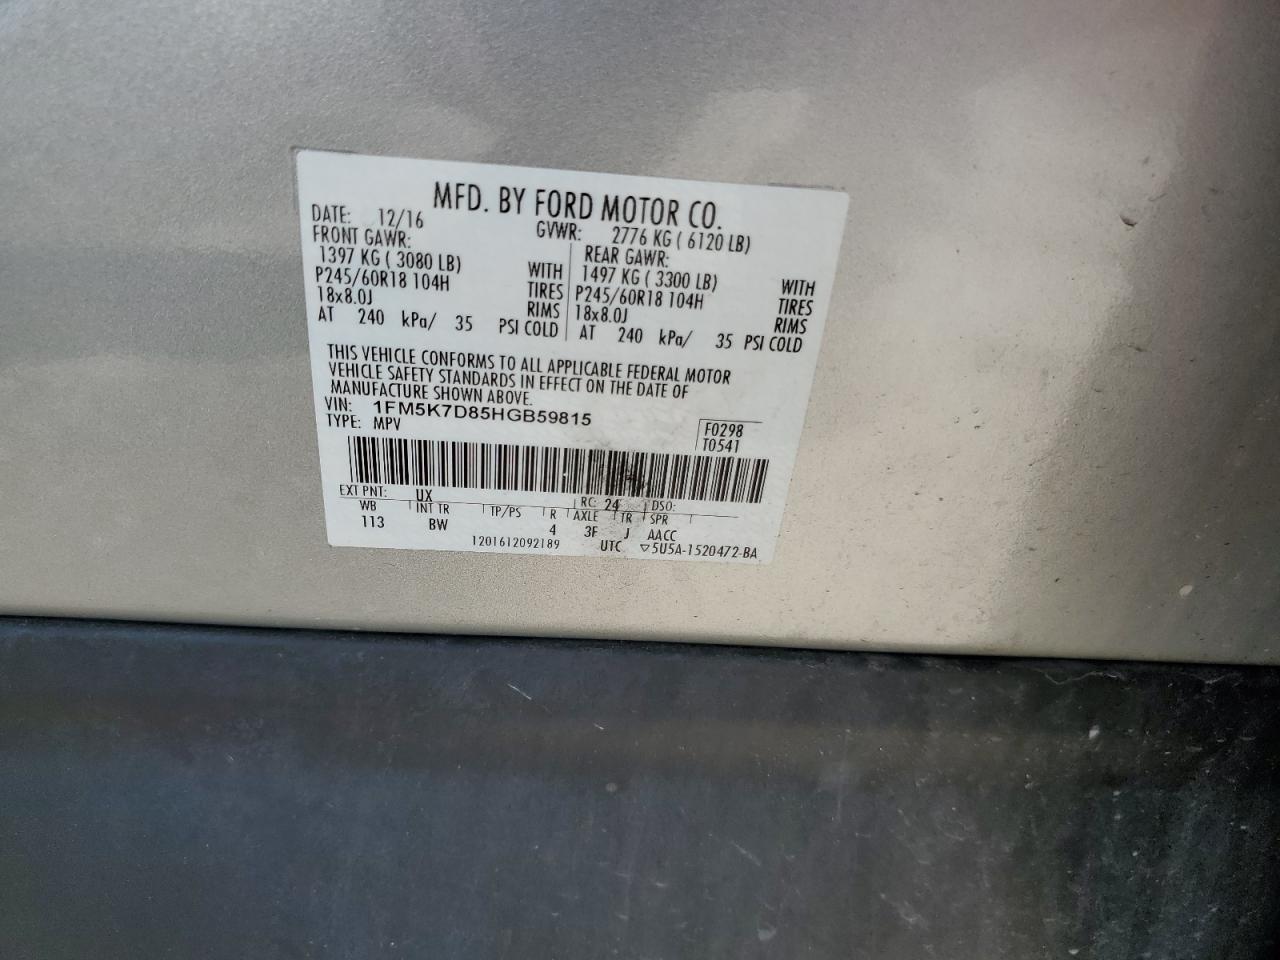 MFD. BY FORD MOTOR CO.
DATE: 12/16 GVWR: 2776 KG ( 6120 LB)
FRONT GAWR: REAR GAWR:
1397 KG ( 3080 LB) WITH 1497 KG ( 3300 LB) WITH
P245/60R18 104H TIRES P245/60R18 104H TIRES
18x8.0J RIMS 18x8.0J RIMS
AT 240 kPa/ 35 PSI COLD AT 240 kPa/ 35 PSI COLD
THIS VEHICLE CONFORMS TO ALL APPLICABLE FEDERAL MOTOR
VEHICLE SAFETY STANDARDS IN EFFECT ON THE DATE OF
MANUFACTURE SHOWN ABOVE.
VIN: 1FM5K7D85HGB59815
TYPE: MPV
F0298
T0541
EXT PNT: UX RC: 24 DSO:
WB INT TR TP/PS R AXLE TR SPR
113 BW 4 3F J AACC
1201612092189 UTC ▽5U5A-1520472-BA